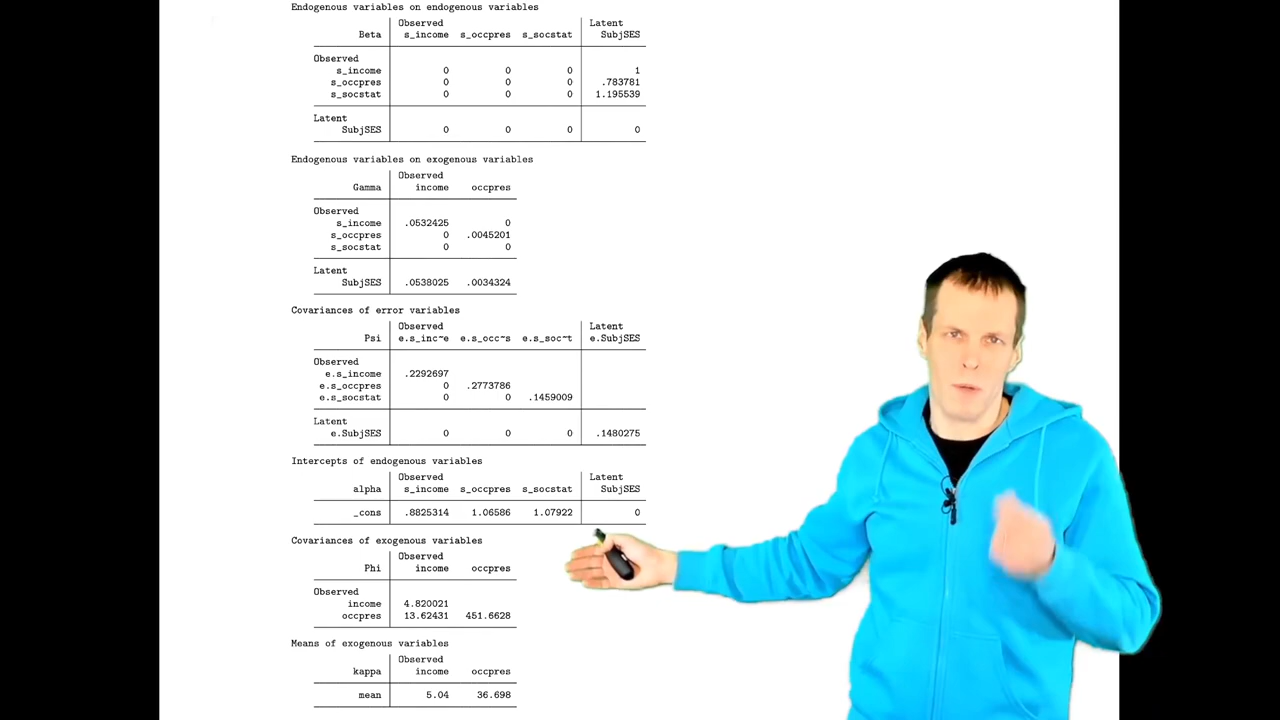 Endogenous variables on endogenous variables
Observed Latent
Beta s_income s_occpres s_socstat SubjSES
Observed
s_income 0 0 0 1
s_occpres 0 0 0 .783781
s_socstat 0 0 0 1.195539
Latent
SubjSES 0 0 0 0
Endogenous variables on exogenous variables
Observed
Gamma income occpres
Observed
s_income .0532425 0
s_occpres 0 .0045201
s_socstat 0 0
Latent
SubjSES .0538025 .0034324
Covariances of error variables
Observed Latent
Psi e.s_inc~e e.s_occ~s e.s_soc~t e.SubjSES
Observed
e.s_income .2292697
e.s_occpres 0 .2773786
e.s_socstat 0 0 .1459009
Latent
e.SubjSES 0 0 0 .1480275
Intercepts of endogenous variables
Observed Latent
alpha s_income s_occpres s_socstat SubjSES
_cons .8825314 1.06586 1.07922 0
Covariances of exogenous variables
Observed
Phi income occpres
Observed
income 4.820021
occpres 13.62431 451.6628
Means of exogenous variables
Observed
kappa income occpres
mean 5.04 36.698